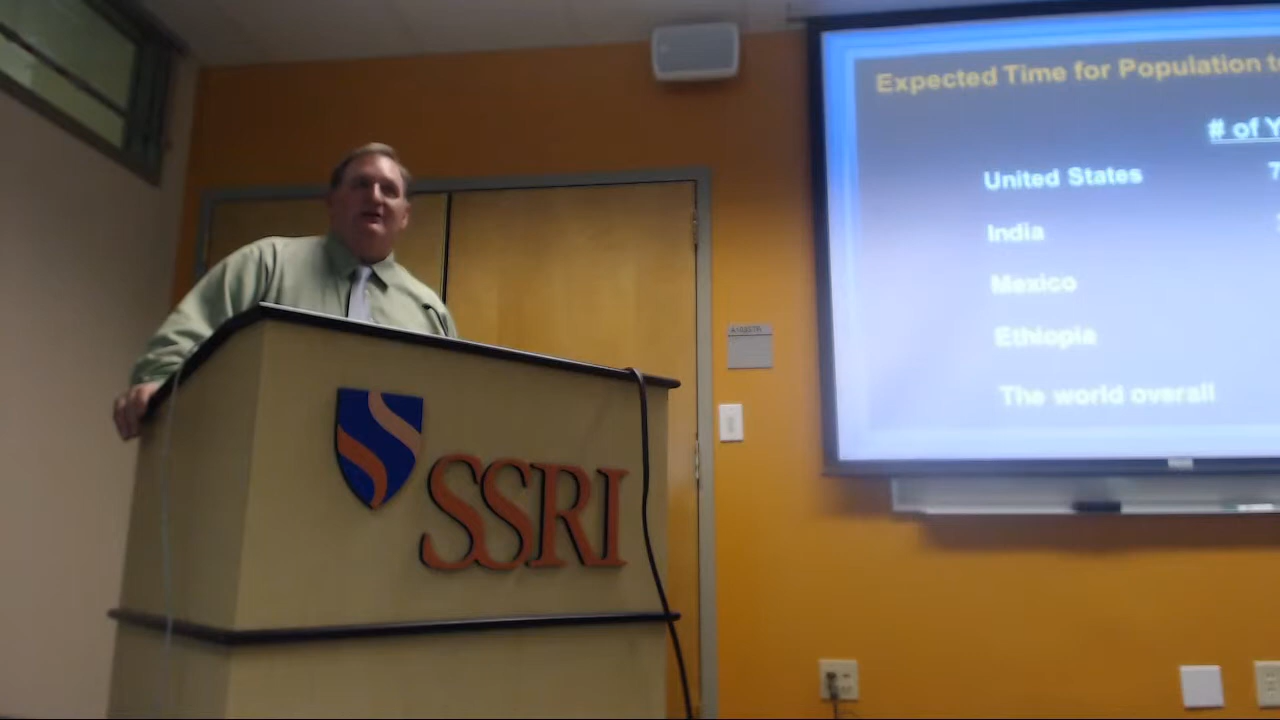 Expected Time for Population
# of
United States
India
Mexico
Ethiopia
The world overall
SSRI